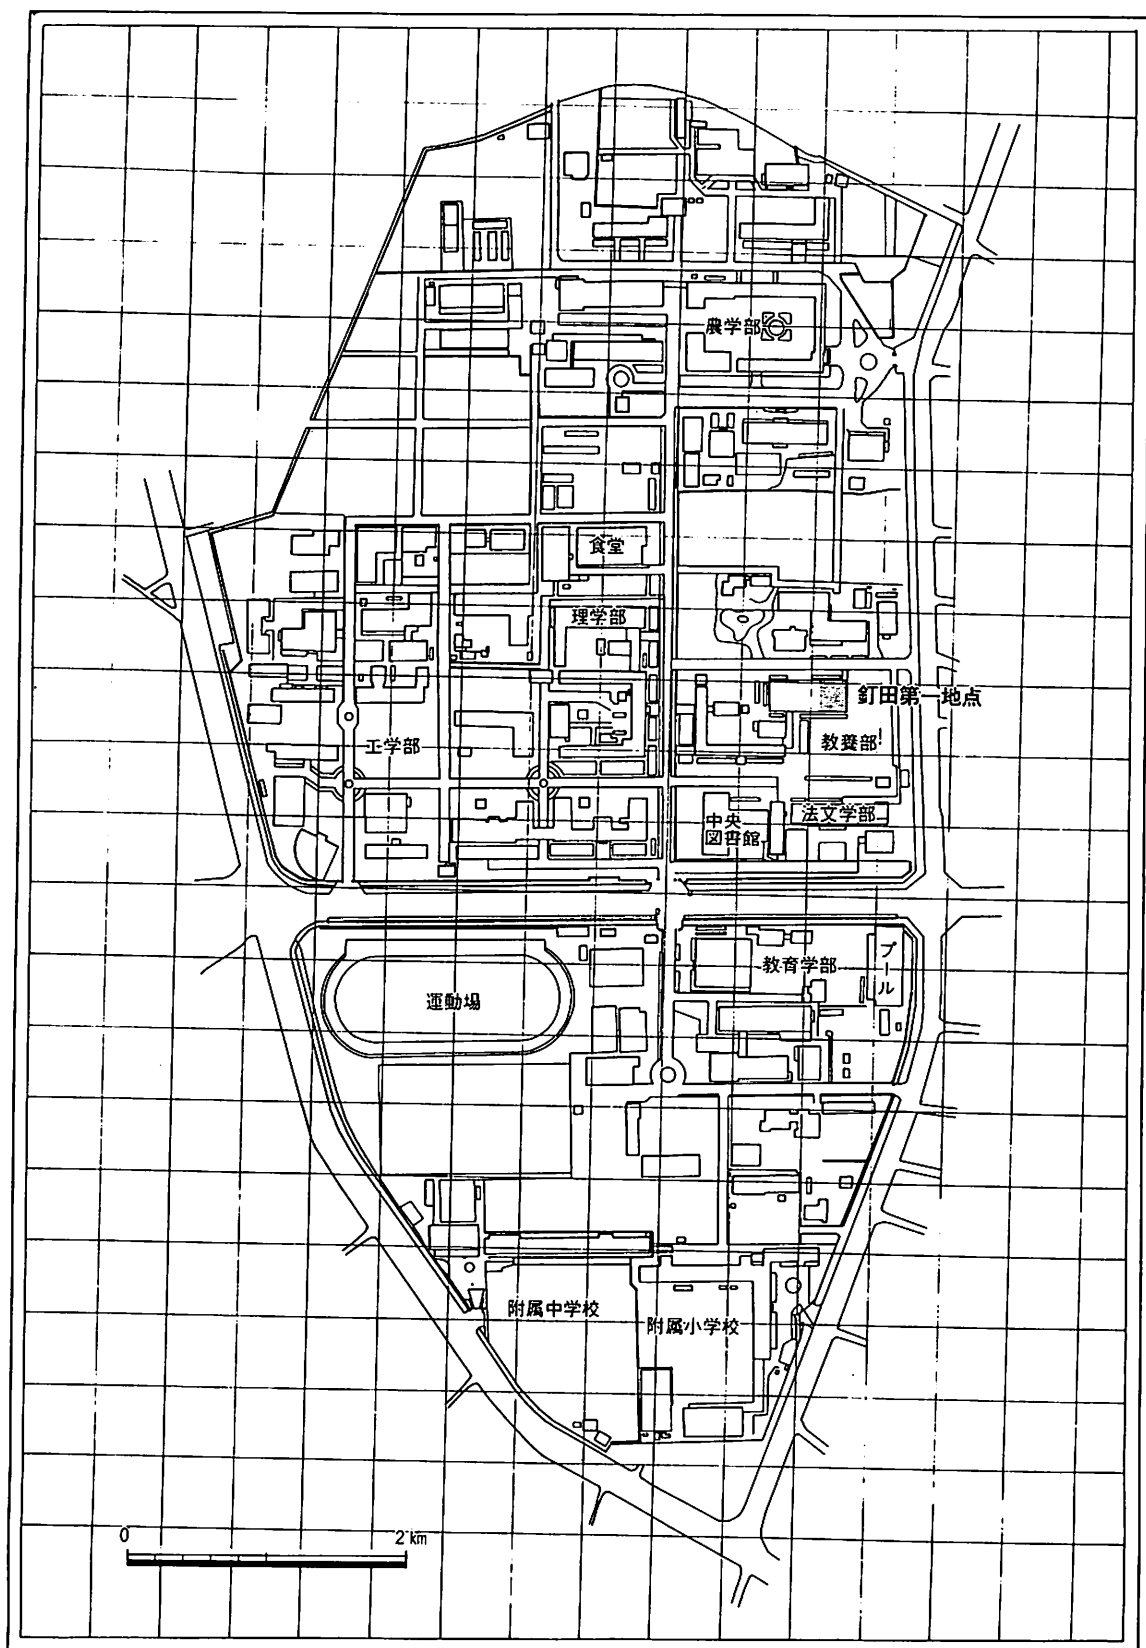 農学部
食堂
理学部
釘田第一地点
教養部
工学部
法文学部
中央
図書館
教育学部
プール
運動場
附属中学校
附属小学校
0
2 km